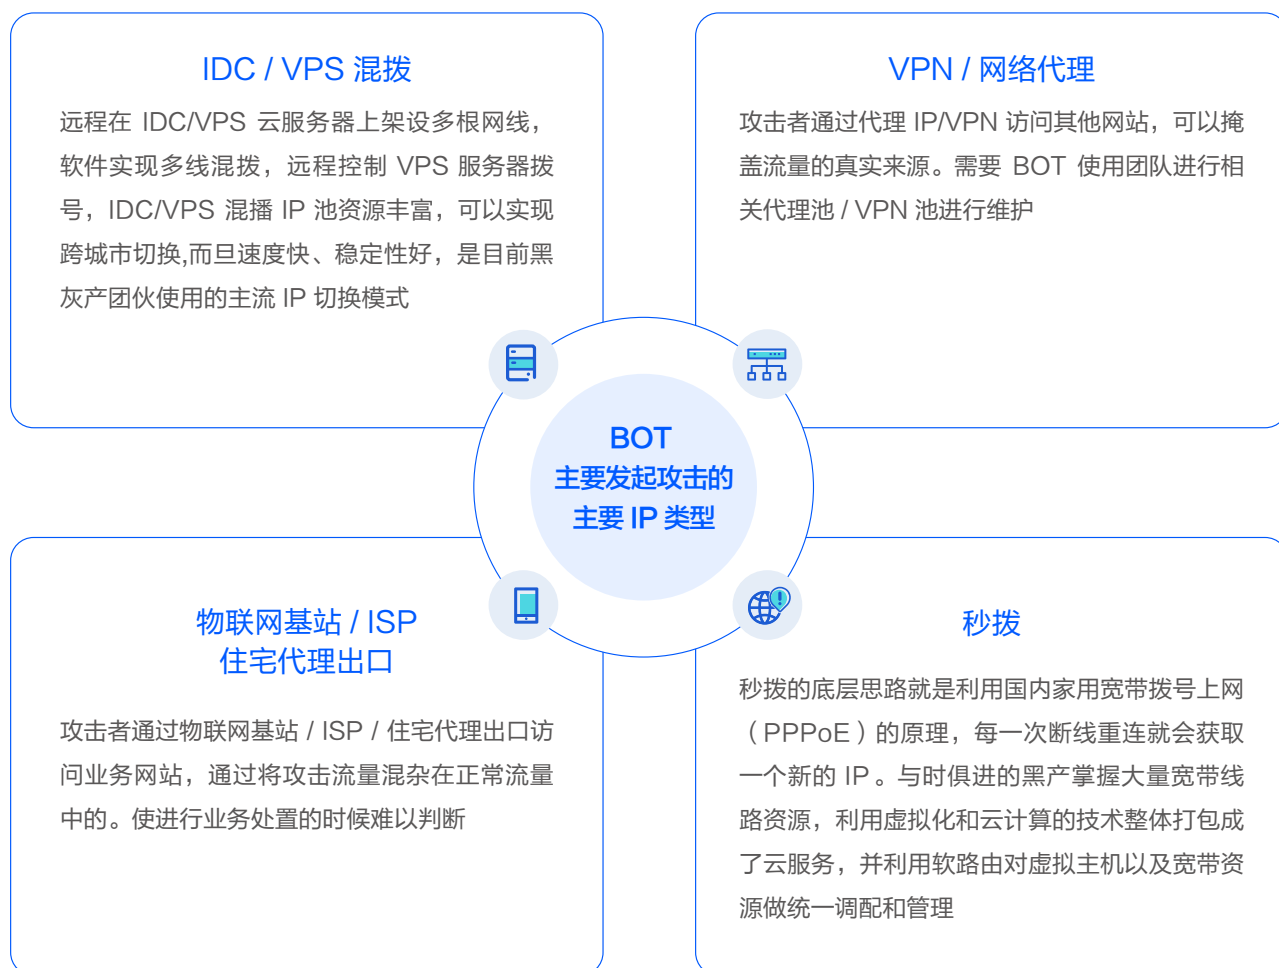 IDC / VPS 混拨
远程在 IDC/VPS 云服务器上架设多根网线，
软件实现多线混拨，远程控制 VPS 服务器拨
号，IDC/VPS 混播 IP 池资源丰富，可以实现
跨城市切换,而旦速度快、稳定性好，是目前黑
灰产团伙使用的主流 IP 切换模式
VPN / 网络代理
攻击者通过代理 IP/VPN 访问其他网站，可以掩
盖流量的真实来源。需要 BOT 使用团队进行相
关代理池 / VPN 池进行维护
BOT
主要发起攻击的
主要 IP 类型
物联网基站 / ISP
住宅代理出口
攻击者通过物联网基站 / ISP / 住宅代理出口访
问业务网站，通过将攻击流量混杂在正常流量
中的。使进行业务处置的时候难以判断
秒拨
秒拨的底层思路就是利用国内家用宽带拨号上网
（PPPoE）的原理，每一次断线重连就会获取
一个新的 IP。与时俱进的黑产掌握大量宽带线
路资源，利用虚拟化和云计算的技术整体打包成
了云服务，并利用软路由对虚拟主机以及宽带资
源做统一调配和管理